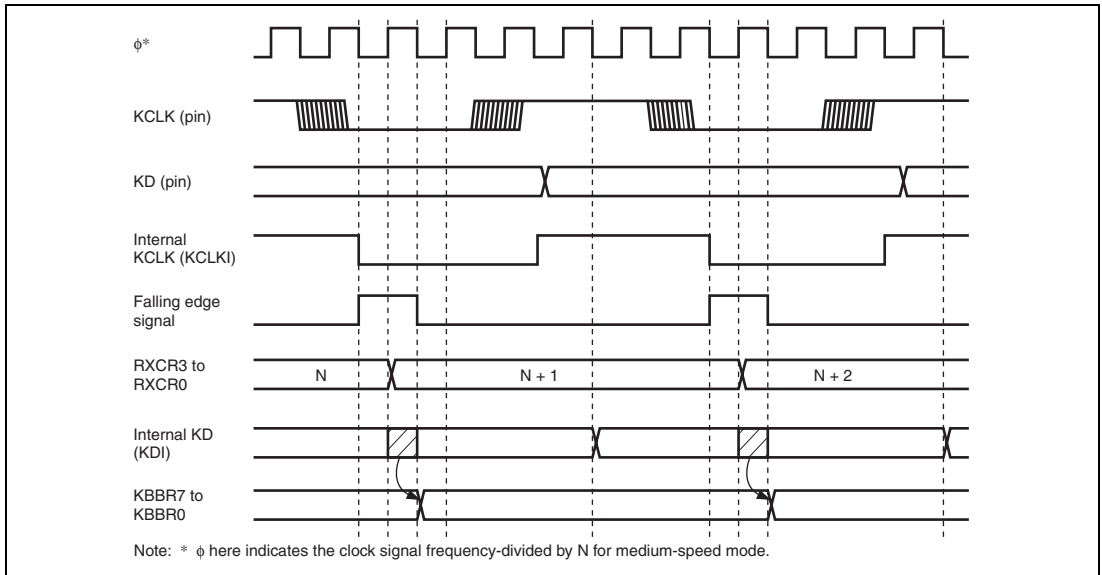 ϕ*
KCLK (pin)
KD (pin)
Internal
KCLK (KCLKI)
Falling edge
signal
RXCR3 to
RXCR0
N
N + 1
N + 2
Internal KD
(KDI)
KBBR7 to
KBBR0
Note: * ϕ here indicates the clock signal frequency-divided by N for medium-speed mode.